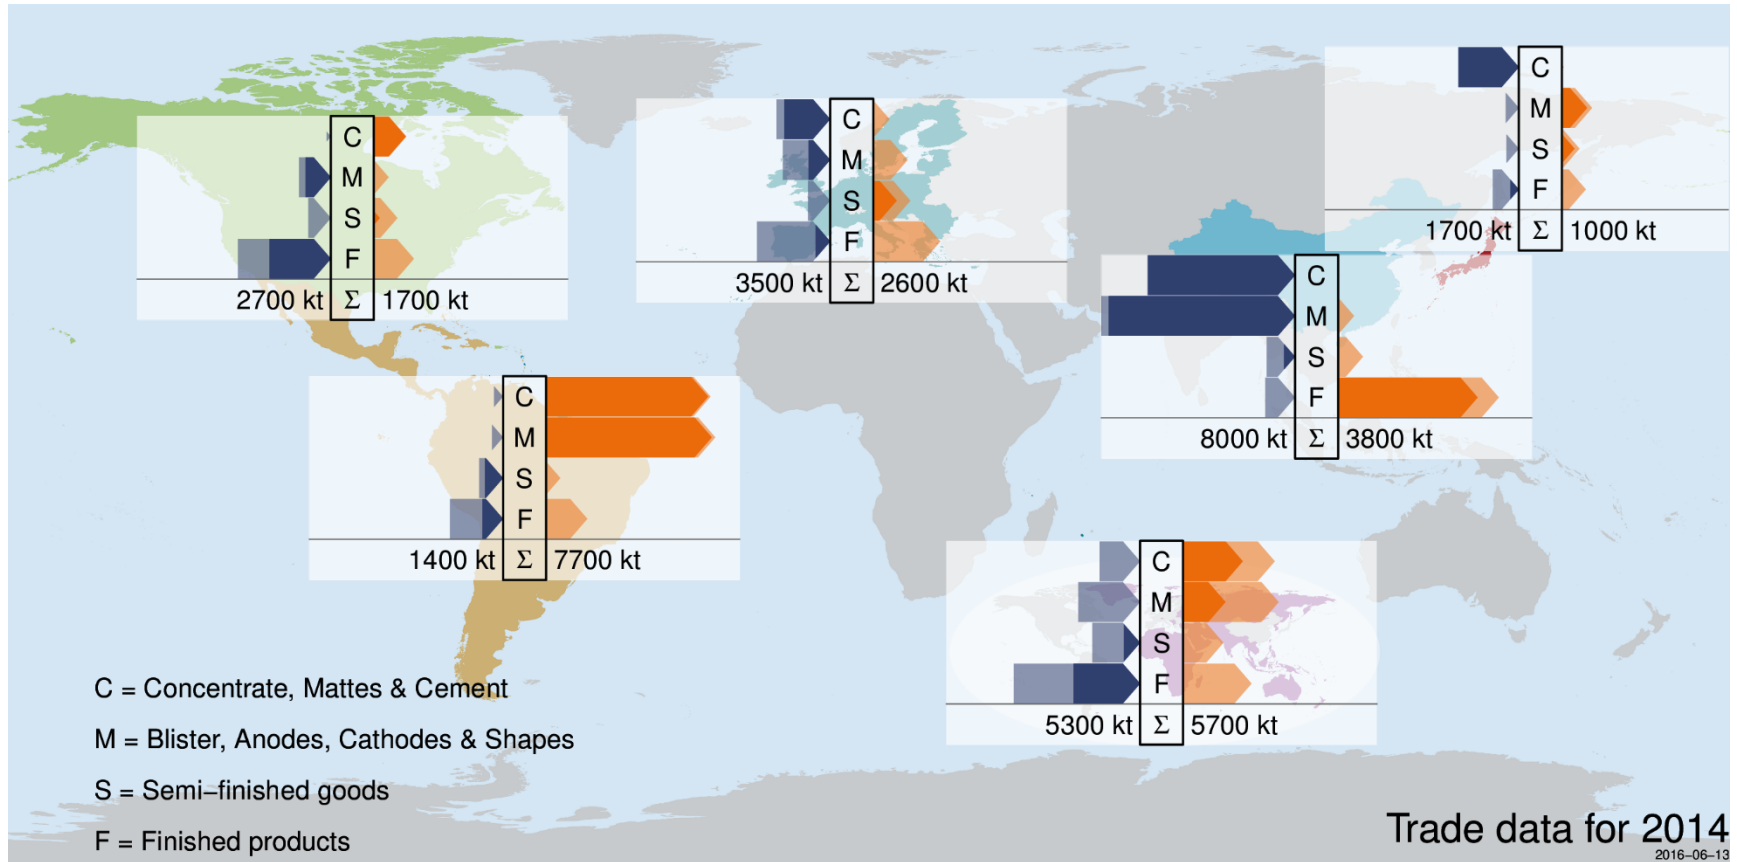 C
M
S
F
1700 kt Σ 1000 kt
C
M
S
F
3500 kt Σ 2600 kt
C
M
S
F
2700 kt Σ 1700 kt
C
M
S
F
8000 kt Σ 3800 kt
C
M
S
F
1400 kt Σ 7700 kt
C
M
S
F
5300 kt Σ 5700 kt
C = Concentrate, Mattes & Cement
M = Blister, Anodes, Cathodes & Shapes
S = Semi−finished goods
F = Finished products
Trade data for 2014
2016−06−13